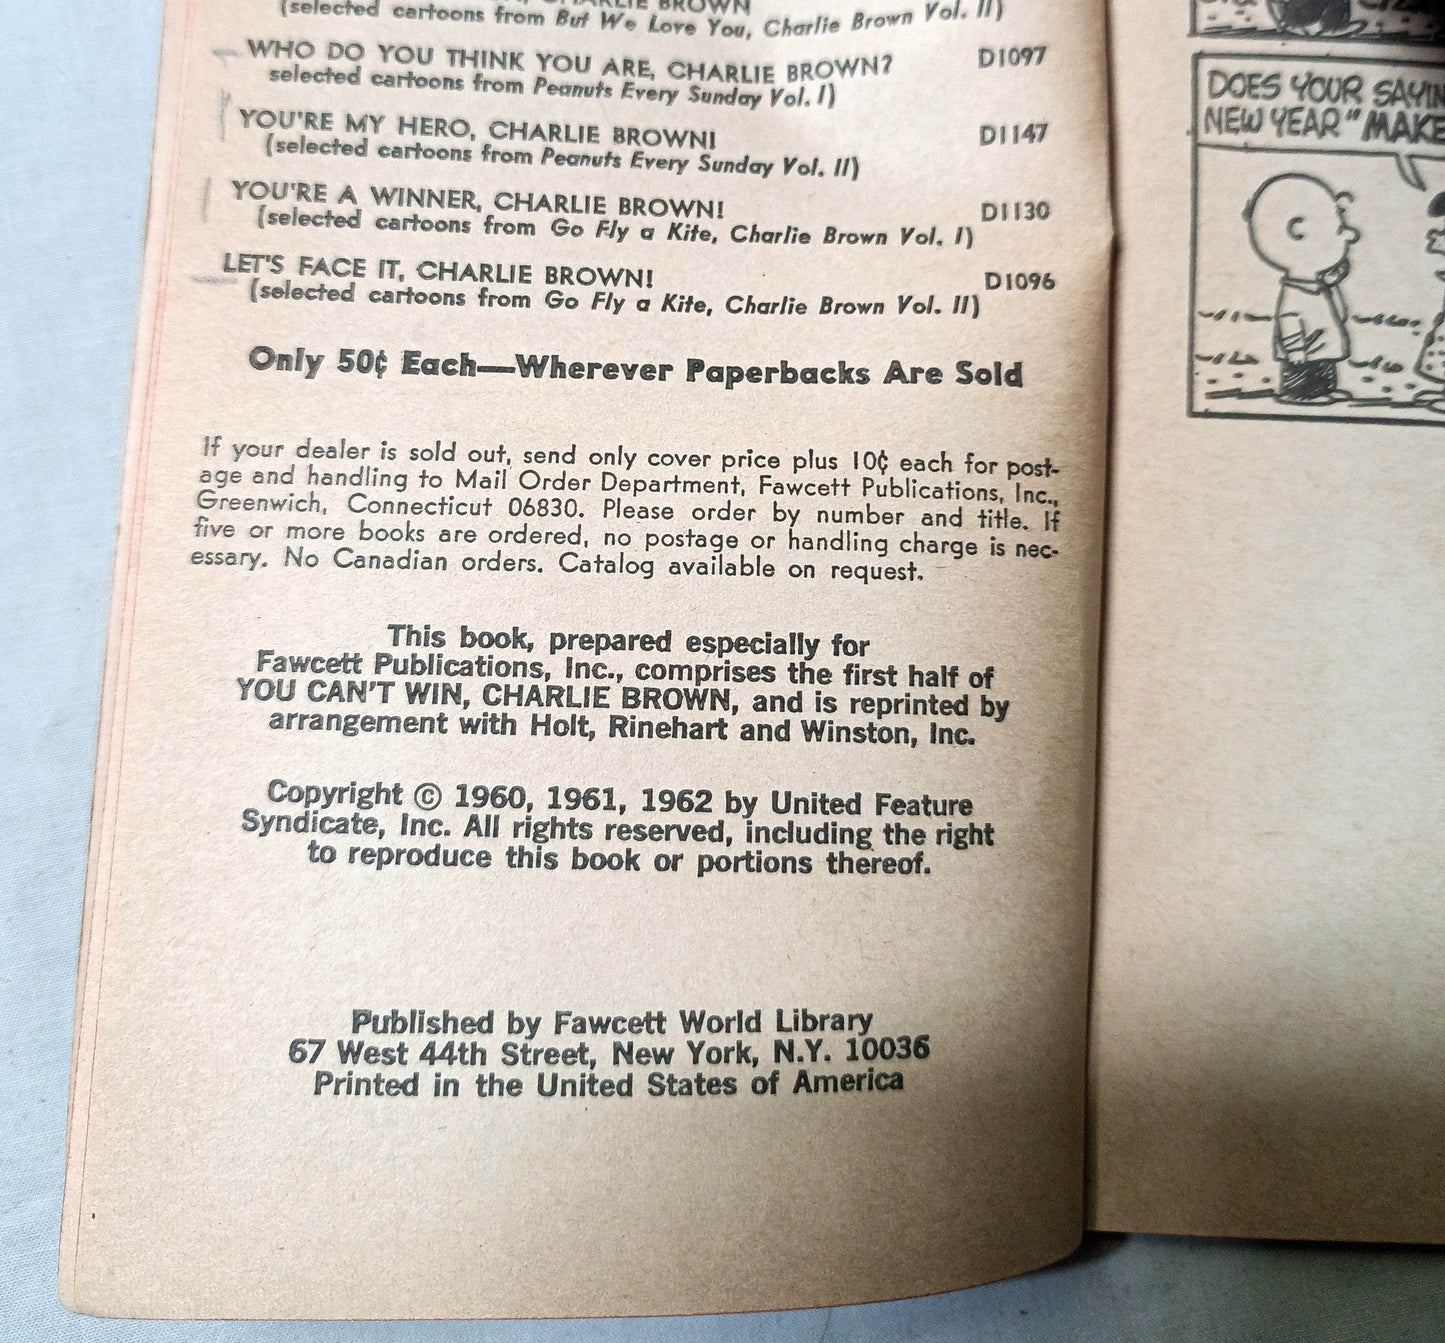 CHARLIE BROWN
(selected cartoons from But We Love You, Charlie Brown Vol. II)
WHO DO YOU THINK YOU ARE, CHARLIE BROWN? D1097
selected cartoons from Peanuts Every Sunday Vol. I)
YOU'RE MY HERO, CHARLIE BROWN! D1147
(selected cartoons from Peanuts Every Sunday Vol. II)
YOU'RE A WINNER, CHARLIE BROWN! D1130
(selected cartoons from Go Fly a Kite, Charlie Brown Vol. I)
LET'S FACE IT, CHARLIE BROWN! D1096
(selected cartoons from Go Fly a Kite, Charlie Brown Vol. II)
Only 50¢ Each—Wherever Paperbacks Are Sold
If your dealer is sold out, send only cover price plus 10¢ each for post-
age and handling to Mail Order Department, Fawcett Publications, Inc.,
Greenwich, Connecticut 06830. Please order by number and title. If
five or more books are ordered, no postage or handling charge is nec-
essary. No Canadian orders. Catalog available on request.
This book, prepared especially for
Fawcett Publications, Inc., comprises the first half of
YOU CAN'T WIN, CHARLIE BROWN, and is reprinted by
arrangement with Holt, Rinehart and Winston, Inc.
Copyright © 1960, 1961, 1962 by United Feature
Syndicate, Inc. All rights reserved, including the right
to reproduce this book or portions thereof.
Published by Fawcett World Library
67 West 44th Street, New York, N.Y. 10036
Printed in the United States of America
DOES YOUR
NEW YEAR" MAKE